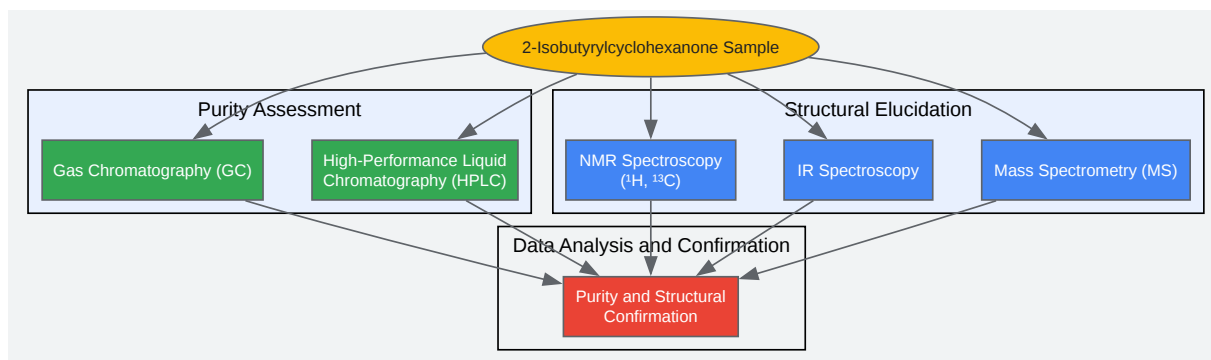 2-Isobutyrylcyclohexanone Sample
Purity Assessment
Structural Elucidation
Gas Chromatography (GC)
High-Performance Liquid
Chromatography (HPLC)
NMR Spectroscopy
(¹H, ¹³C)
IR Spectroscopy
Mass Spectrometry (MS)
Data Analysis and Confirmation
Purity and Structural
Confirmation